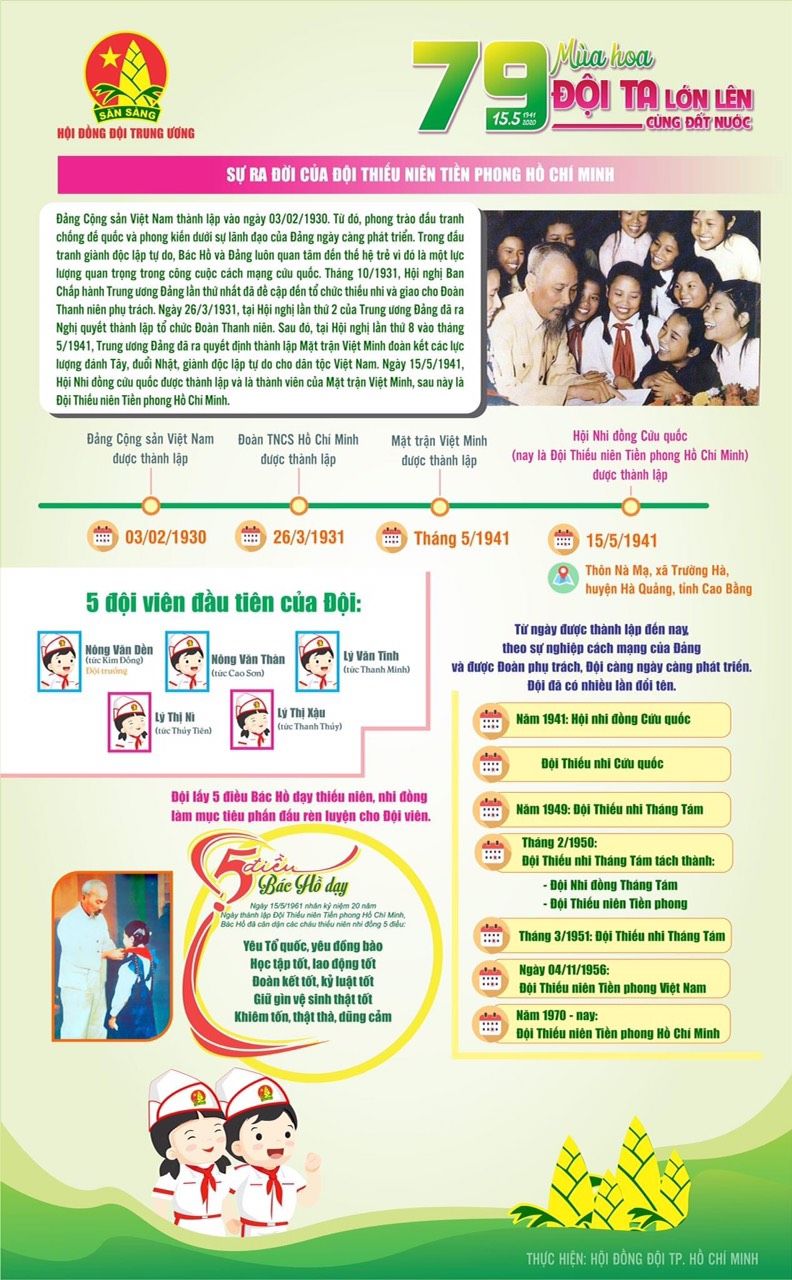 SẴN SÀNG
HỘI ĐỒNG ĐỘI TRUNG ƯƠNG
79
15.5
1941
2020
Mùa hoa
ĐỘI TA LỚN LÊN
CÙNG ĐẤT NƯỚC
SỰ RA ĐỜI CỦA ĐỘI THIẾU NIÊN TIỀN PHONG HỒ CHÍ MINH
Đảng Cộng sản Việt Nam thành lập vào ngày 03/02/1930. Từ đó, phong trào đấu tranh
chống đế quốc và phong kiến dưới sự lãnh đạo của Đảng ngày càng phát triển. Trong đấu
tranh giành độc lập tự do, Bác Hồ và Đảng luôn quan tâm đến thế hệ trẻ vì đó là một lực
lượng quan trọng trong công cuộc cách mạng cứu quốc. Tháng 10/1931, Hội nghị Ban
Chấp hành Trung ương Đảng lần thứ nhất đã đề cập đến tổ chức thiếu nhi và giao cho Đoàn
Thanh niên phụ trách. Ngày 26/3/1931, tại Hội nghị lần thứ 2 của Trung ương Đảng đã ra
Nghị quyết thành lập tổ chức Đoàn Thanh niên. Sau đó, tại Hội nghị lần thứ 8 vào tháng
5/1941, Trung ương Đảng đã ra quyết định thành lập Mặt trận Việt Minh đoàn kết các lực
lượng đánh Tây, đuổi Nhật, giành độc lập tự do cho dân tộc Việt Nam. Ngày 15/5/1941,
Hội Nhi đồng cứu quốc được thành lập và là thành viên của Mặt trận Việt Minh, sau này là
Đội Thiếu niên Tiền phong Hồ Chí Minh.
Đảng Cộng sản Việt Nam
được thành lập
03/02/1930
Đoàn TNCS Hồ Chí Minh
được thành lập
26/3/1931
Mặt trận Việt Minh
được thành lập
Tháng 5/1941
Hội Nhi đồng Cứu quốc
(nay là Đội Thiếu niên Tiền phong Hồ Chí Minh)
được thành lập
15/5/1941
Thôn Nà Mạ, xã Trường Hà,
huyện Hà Quảng, tỉnh Cao Bằng
5 đội viên đầu tiên của Đội:
Nông Văn Dền
(tức Kim Đồng)
Đội trưởng
Nông Văn Thàn
(tức Cao Sơn)
Lý Văn Tịnh
(tức Thanh Minh)
Lý Thị Nì
(tức Thủy Tiên)
Lý Thị Xậu
(tức Thanh Thủy)
Từ ngày được thành lập đến nay,
theo sự nghiệp cách mạng của Đảng
và được Đoàn phụ trách, Đội càng ngày càng phát triển.
Đội đã có nhiều lần đổi tên.
Năm 1941: Hội nhi đồng Cứu quốc
Đội Thiếu nhi Cứu quốc
Năm 1949: Đội Thiếu nhi Tháng Tám
Tháng 2/1950:
Đội Thiếu nhi Tháng Tám tách thành:
- Đội Nhi đồng Tháng Tám
- Đội Thiếu niên Tiền phong
Tháng 3/1951: Đội Thiếu nhi Tháng Tám
Ngày 04/11/1956:
Đội Thiếu niên Tiền phong Việt Nam
Năm 1970 - nay:
Đội Thiếu niên Tiền phong Hồ Chí Minh
Đội lấy 5 điều Bác Hồ dạy thiếu niên, nhi đồng
làm mục tiêu phấn đấu rèn luyện cho Đội viên.
5 điều
Bác Hồ dạy
Ngày 15/5/1961 nhân kỷ niệm 20 năm
Ngày thành lập Đội Thiếu niên Tiền phong Hồ Chí Minh,
Bác Hồ đã căn dặn các cháu thiếu niên nhi đồng 5 điều:
Yêu Tổ quốc, yêu đồng bào
Học tập tốt, lao động tốt
Đoàn kết tốt, kỷ luật tốt
Giữ gìn vệ sinh thật tốt
Khiêm tốn, thật thà, dũng cảm
THỰC HIỆN: HỘI ĐỒNG ĐỘI TP. HỒ CHÍ MINH